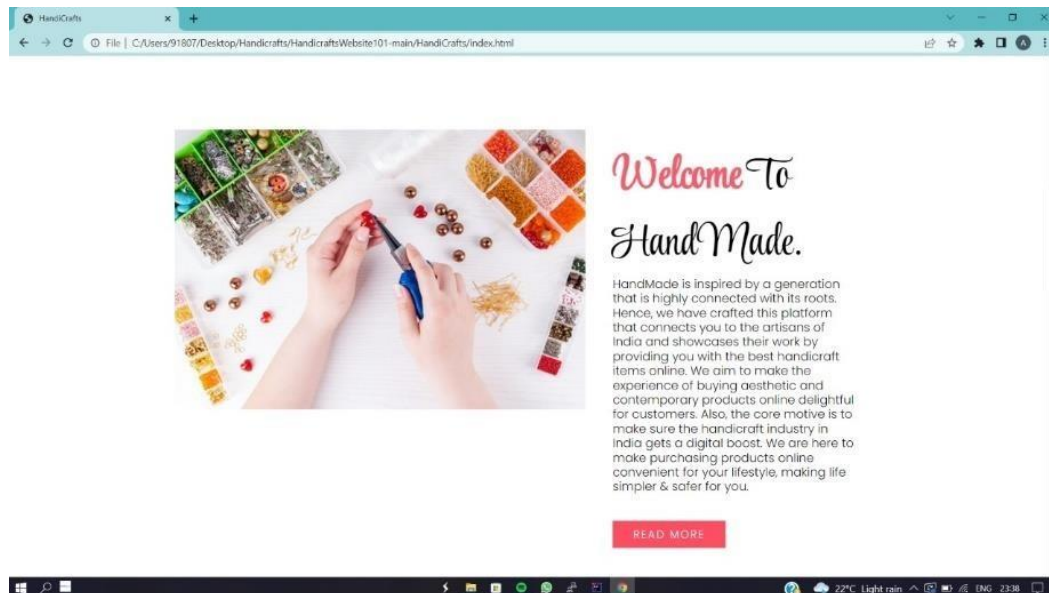 HandiCrafts
File | C:/Users/91807/Desktop/Handicrafts/HandicraftsWebsite101-main/HandiCrafts/index.html
A
Welcome To
HandMade.
HandMade is inspired by a generation
that is highly connected with its roots.
Hence, we have crafted this platform
that connects you to the artisans of
India and showcases their work by
providing you with the best handicraft
items online. We aim to make the
experience of buying aesthetic and
contemporary products online delightful
for customers. Also, the core motive is to
make sure the handicraft industry in
India gets a digital boost. We are here to
make purchasing products online
convenient for your lifestyle, making life
simpler & safer for you.
READ MORE
22°C Light rain ENG 23:38